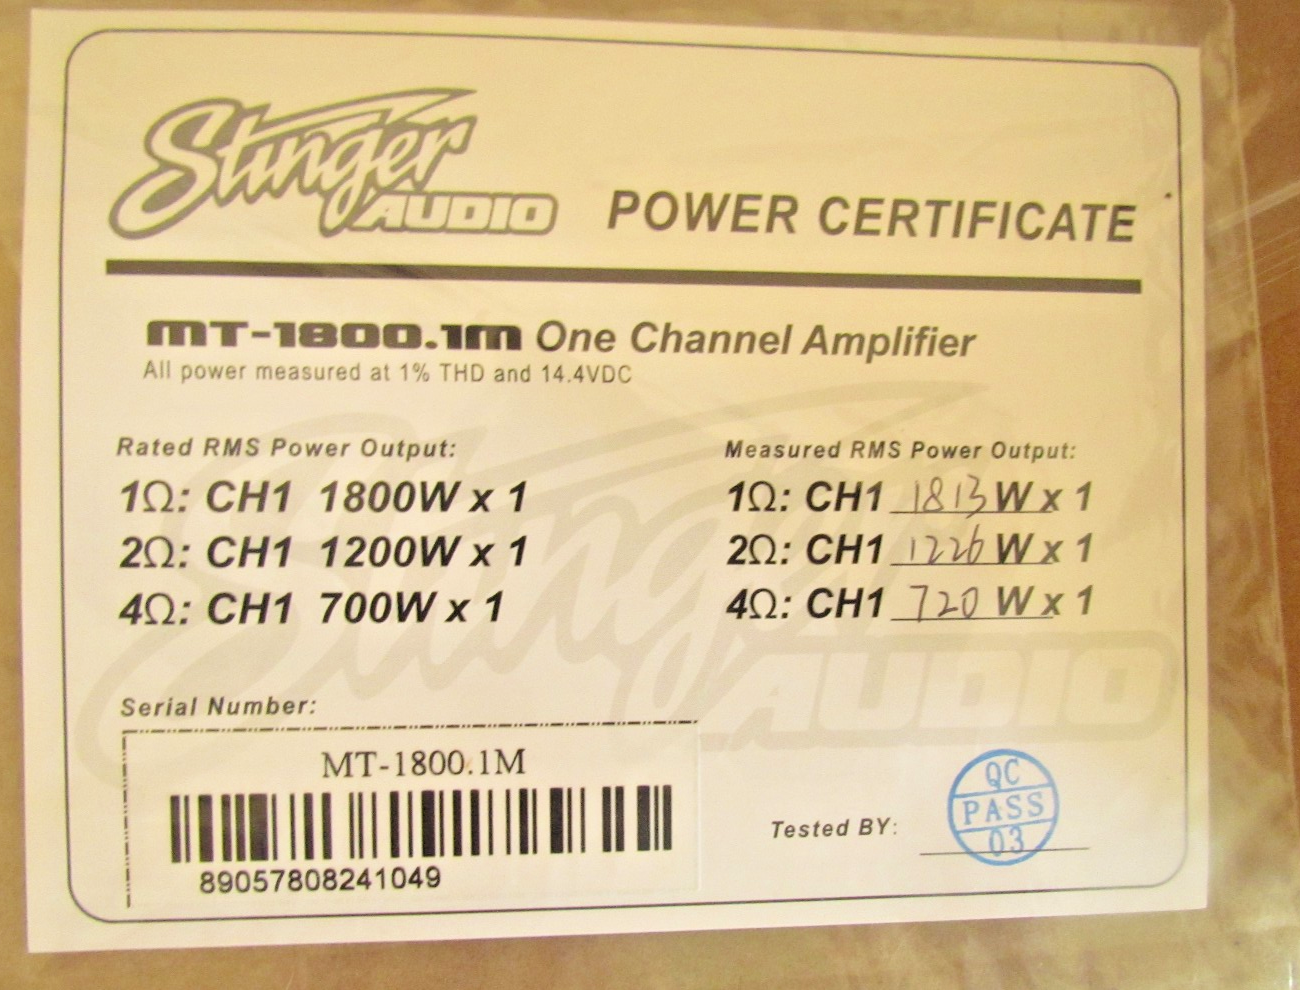 Stinger
AUDIO
POWER CERTIFICATE
MT-1800.1M One Channel Amplifier
All power measured at 1% THD and 14.4VDC
Rated RMS Power Output:
1Ω: CH1 1800W x 1
2Ω: CH1 1200W x 1
4Ω: CH1 700W x 1
Measured RMS Power Output:
1Ω: CH1 1813 W x 1
2Ω: CH1 1226 W x 1
4Ω: CH1 720 W x 1
Stinger
AUDIO
Serial Number:
MT-1800.1M
89057808241049
Tested BY:
QC
PASS
03